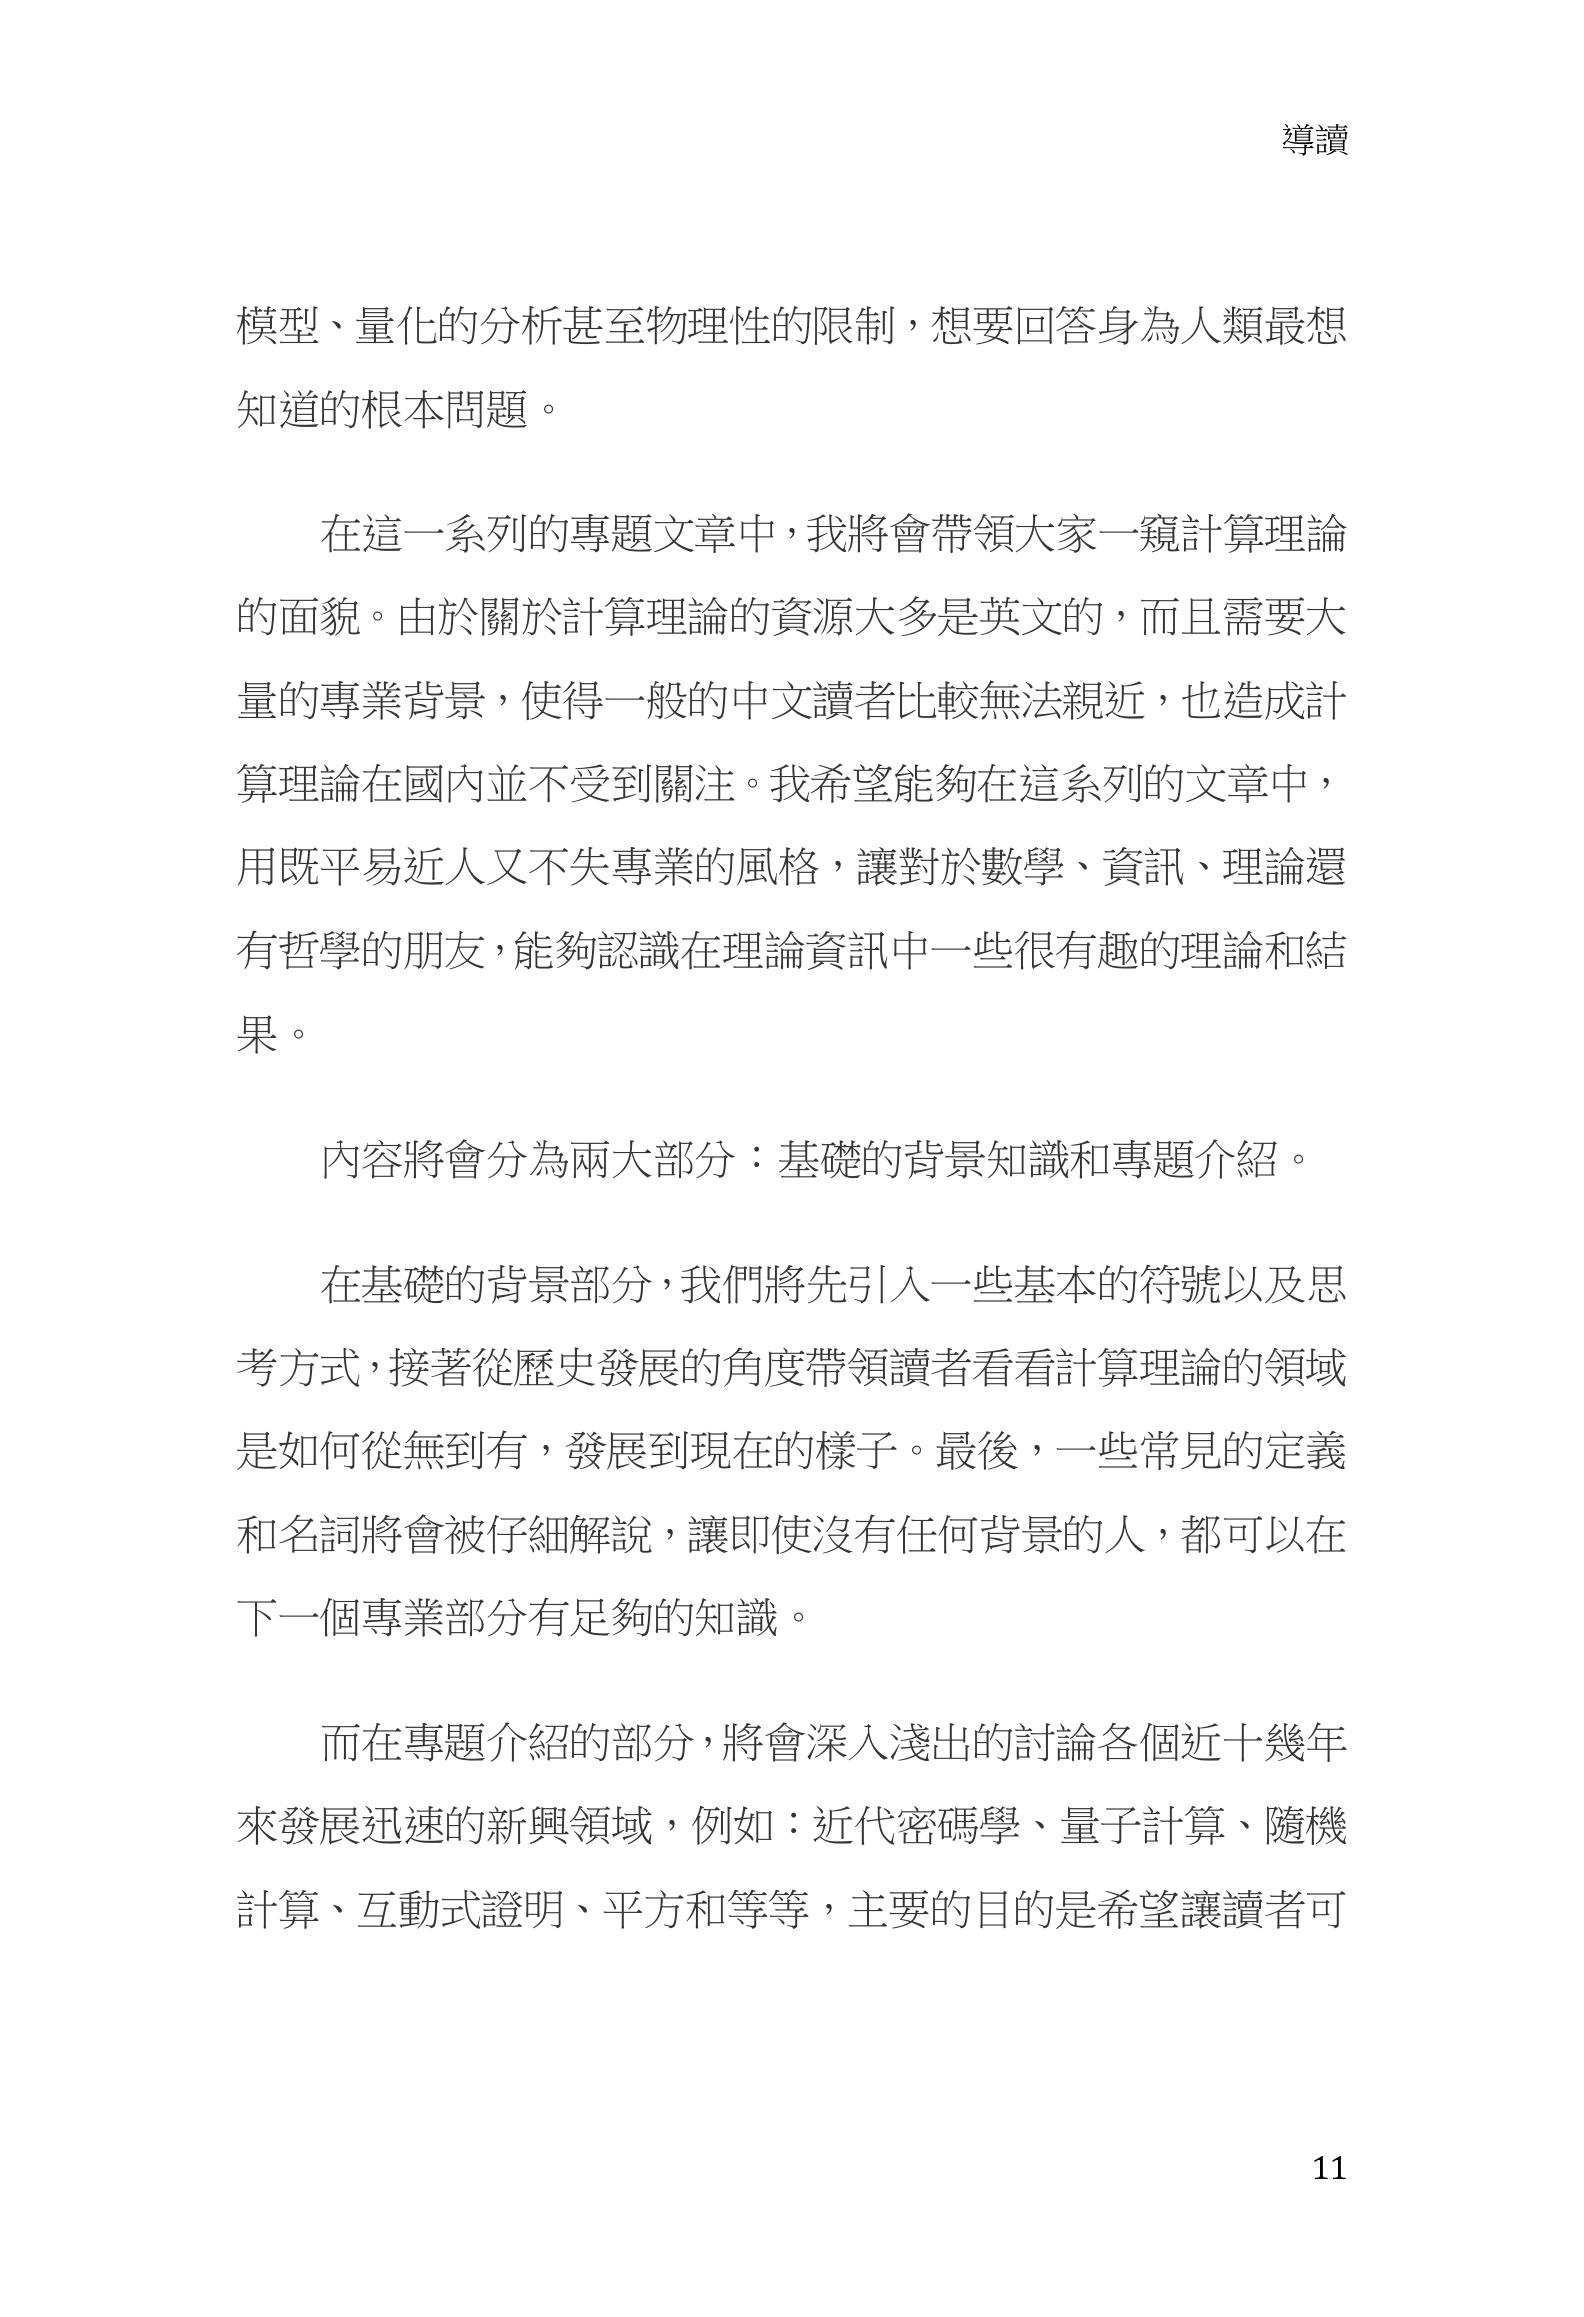 導讀
模型、量化的分析甚至物理性的限制，想要回答身為人類最想
知道的根本問題。
在這一系列的專題文章中，我將會帶領大家一窺計算理論
的面貌。由於關於計算理論的資源大多是英文的，而且需要大
量的專業背景，使得一般的中文讀者比較無法親近，也造成計
算理論在國內並不受到關注。我希望能夠在這系列的文章中，
用既平易近人又不失專業的風格，讓對於數學、資訊、理論還
有哲學的朋友，能夠認識在理論資訊中一些很有趣的理論和結
果。
內容將會分為兩大部分：基礎的背景知識和專題介紹。
在基礎的背景部分，我們將先引入一些基本的符號以及思
考方式，接著從歷史發展的角度帶領讀者看看計算理論的領域
是如何從無到有，發展到現在的樣子。最後，一些常見的定義
和名詞將會被仔細解說，讓即使沒有任何背景的人，都可以在
下一個專業部分有足夠的知識。
而在專題介紹的部分，將會深入淺出的討論各個近十幾年
來發展迅速的新興領域，例如：近代密碼學、量子計算、隨機
計算、互動式證明、平方和等等，主要的目的是希望讓讀者可
11